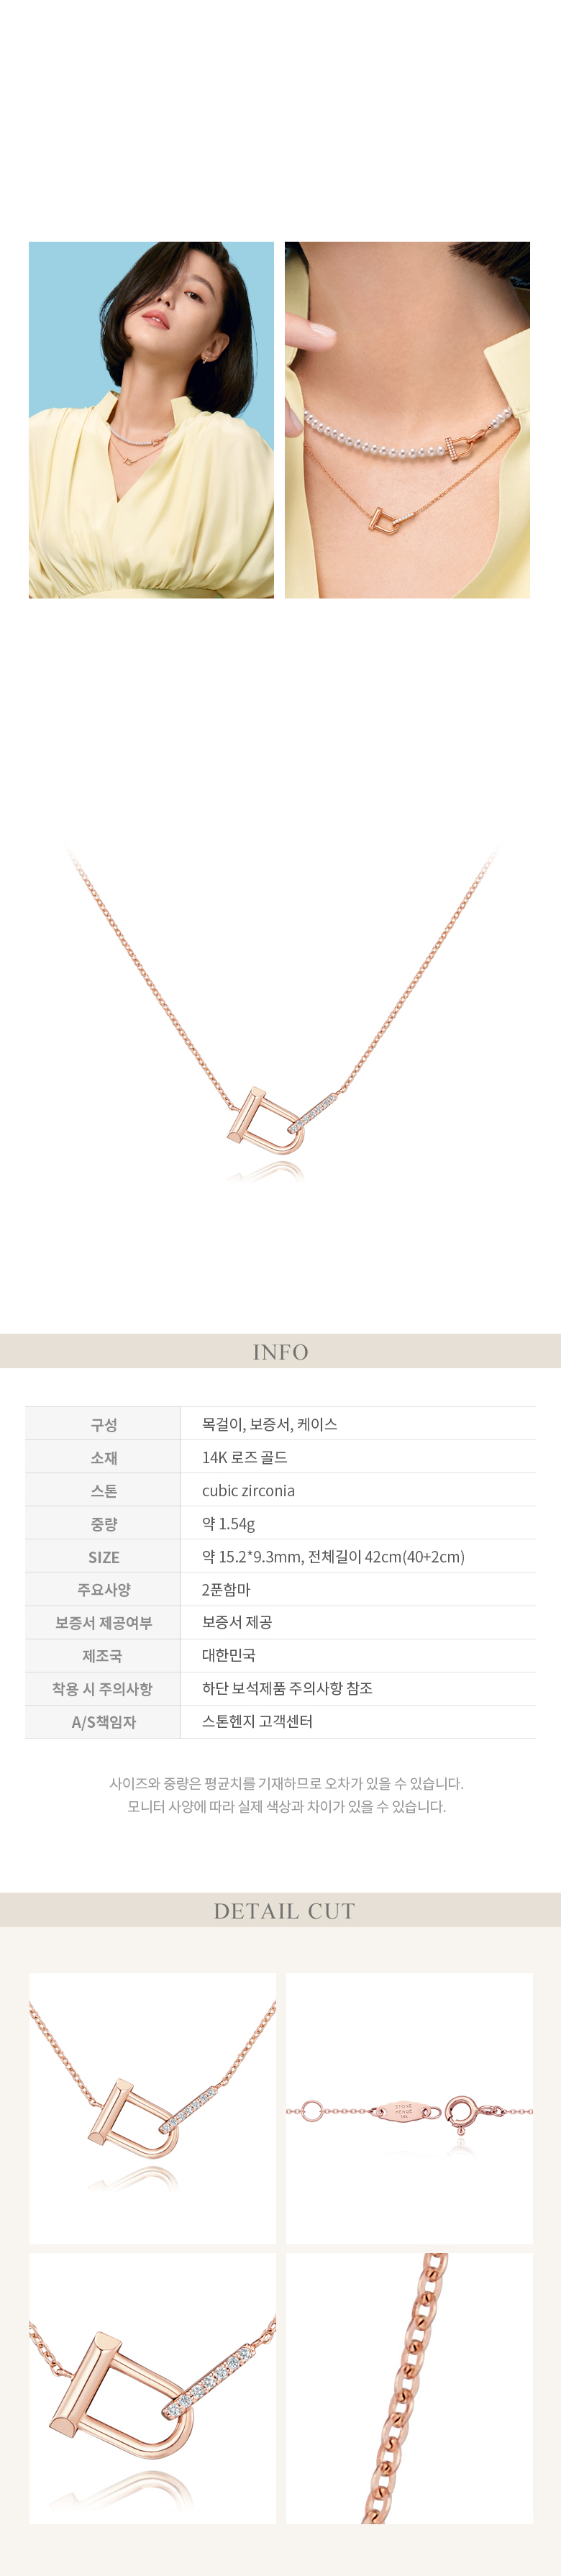 INFO
구성 목걸이, 보증서, 케이스
소재 14K 로즈 골드
스톤 cubic zirconia
중량 약 1.54g
SIZE 약 15.2*9.3mm, 전체길이 42cm(40+2cm)
주요사양 2푼함마
보증서 제공여부 보증서 제공
제조국 대한민국
착용 시 주의사항 하단 보석제품 주의사항 참조
A/S책임자 스톤헨지 고객센터
사이즈와 중량은 평균치를 기재하므로 오차가 있을 수 있습니다.
모니터 사양에 따라 실제 색상과 차이가 있을 수 있습니다.
DETAIL CUT
STONE
HENGE
14K